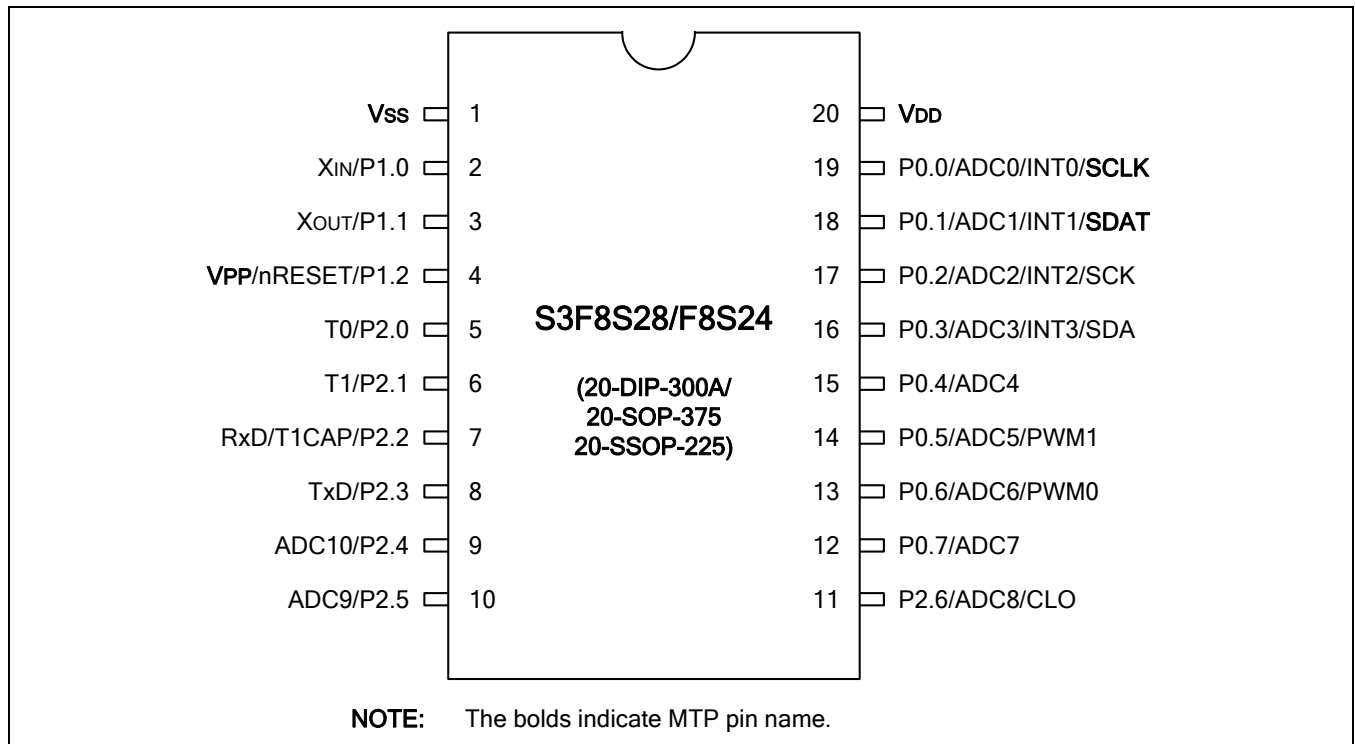 Vss 1 20 VDD
XIN/P1.0 2 19 P0.0/ADC0/INT0/SCLK
XOUT/P1.1 3 18 P0.1/ADC1/INT1/SDAT
VPP/nRESET/P1.2 4 17 P0.2/ADC2/INT2/SCK
T0/P2.0 5 16 P0.3/ADC3/INT3/SDA
S3F8S28/F8S24
T1/P2.1 6 15 P0.4/ADC4
(20-DIP-300A/
20-SOP-375
RxD/T1CAP/P2.2 7 14 P0.5/ADC5/PWM1
20-SSOP-225)
TxD/P2.3 8 13 P0.6/ADC6/PWM0
ADC10/P2.4 9 12 P0.7/ADC7
ADC9/P2.5 10 11 P2.6/ADC8/CLO
NOTE: The bolds indicate MTP pin name.